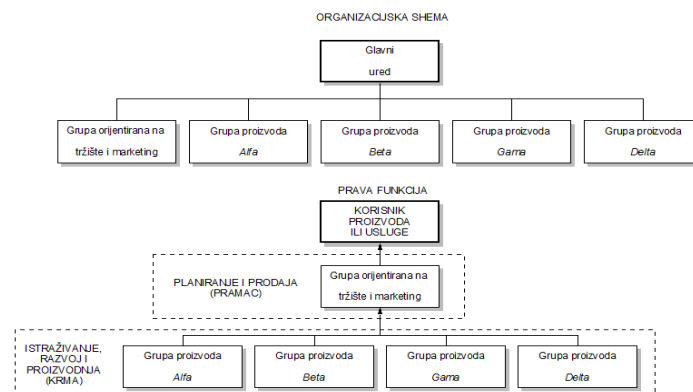 ORGANIZACIJSKA SHEMA
Glavni
ured
Grupa orijentirana na
tržište i marketing
Grupa proizvoda
Alfa
Grupa proizvoda
Beta
Grupa proizvoda
Gama
Grupa proizvoda
Delta
PRAVA FUNKCIJA
KORISNIK
PROIZVODA
ILI USLUGE
PLANIRANJE I PRODAJA
(PRAMAC)
Grupa orijentirana na
tržište i marketing
ISTRAŽIVANJE,
RAZVOJ I
PROIZVODNJA
(KRMA)
Grupa proizvoda
Alfa
Grupa proizvoda
Beta
Grupa proizvoda
Gama
Grupa proizvoda
Delta